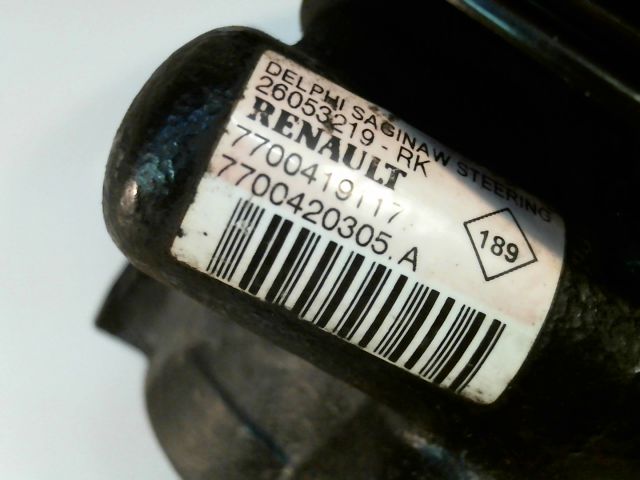 DELPHI SAGINAW STEERING
26053219 - RK
RENAULT
7700419117
7700420305.A
189